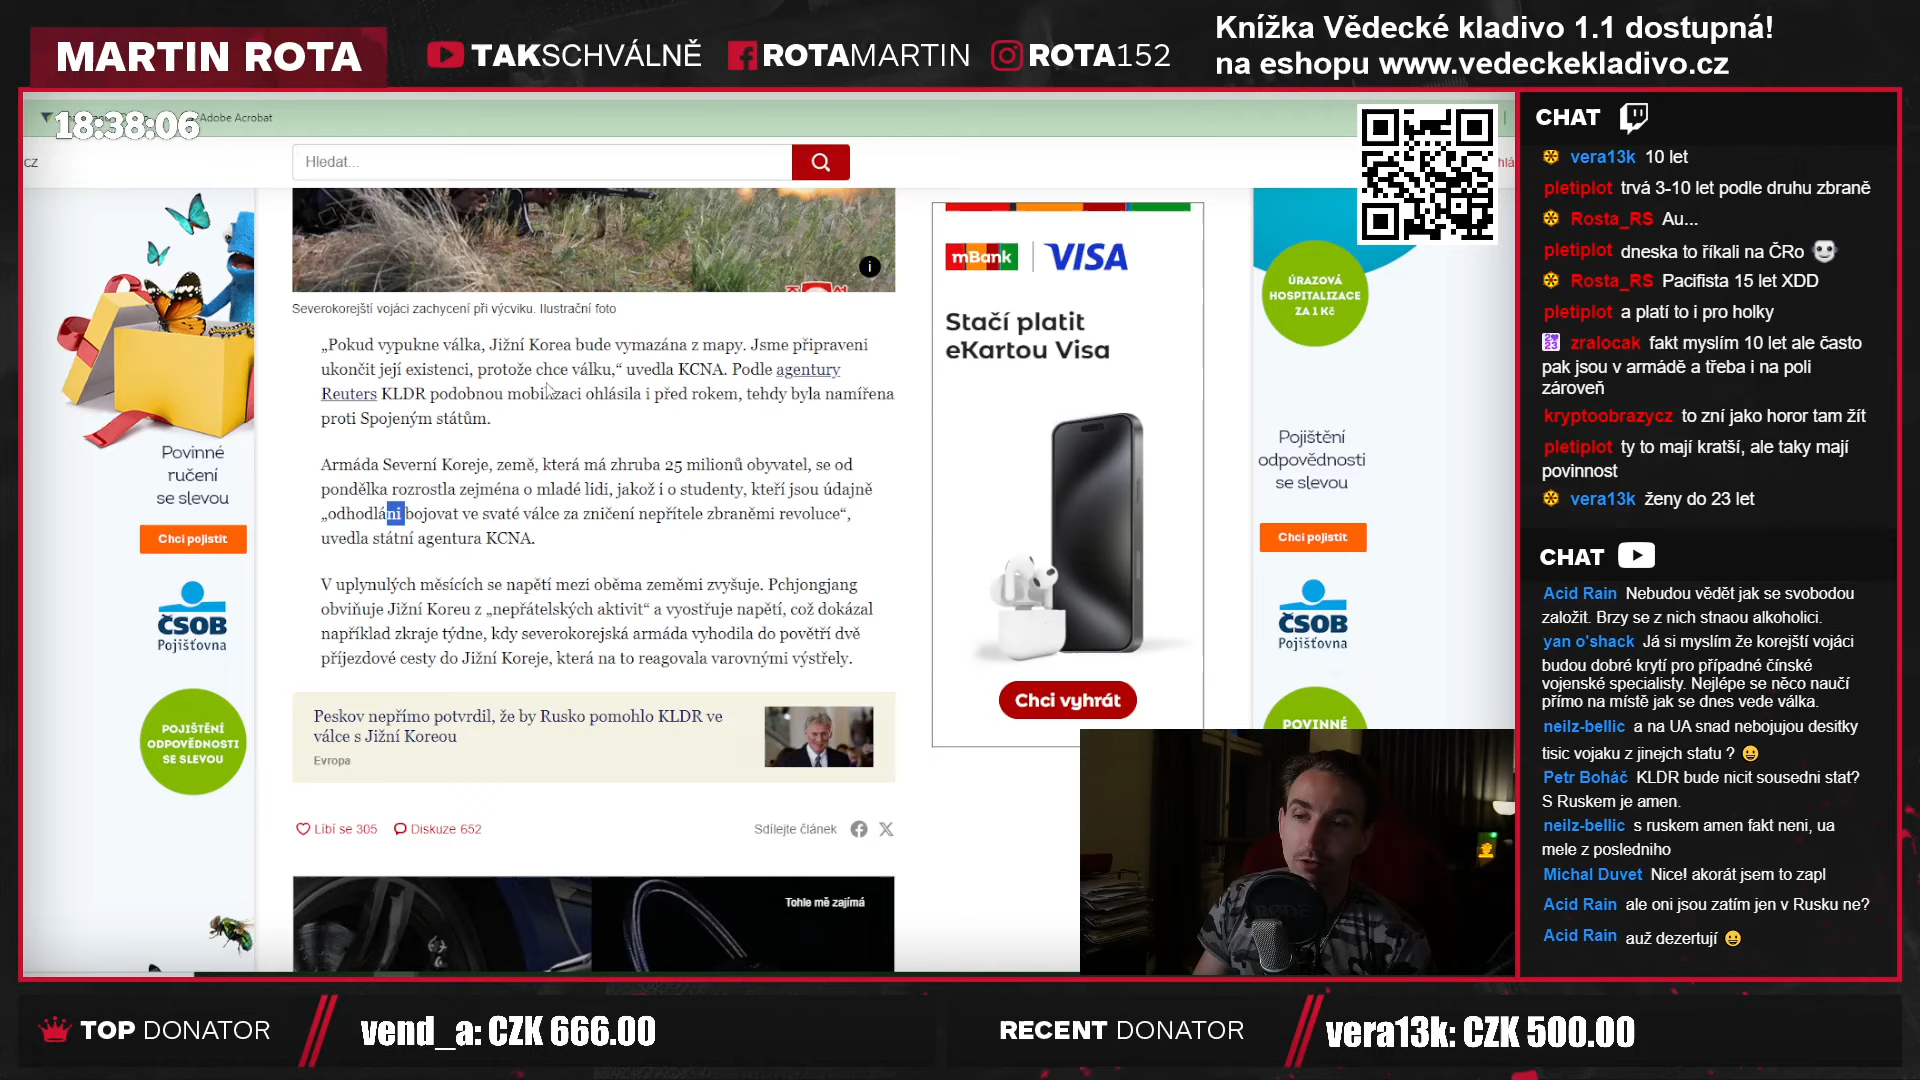 MARTIN ROTA
TAKSCHVÁLNĚ
ROTAMARTIN
ROTA152
Knížka Vědecké kladivo 1.1 dostupná!
na eshopu www.vedeckekladivo.cz
18:38:06
Adobe Acrobat
cz
Hledat...
Severokorejští vojáci zachycení při výcviku. Ilustrační foto
„Pokud vypukne válka, Jižní Korea bude vymazána z mapy. Jsme připraveni
ukončit její existenci, protože chce válku,“ uvedla KCNA. Podle agentury
Reuters KLDR podobnou mobilizaci ohlásila i před rokem, tehdy byla namířena
proti Spojeným státům.
Armáda Severní Koreje, země, která má zhruba 25 milionů obyvatel, se od
pondělka rozrostla zejména o mladé lidi, jakož i o studenty, kteří jsou údajně
„odhodláni bojovat ve svaté válce za zničení nepřítele zbraněmi revoluce“,
uvedla státní agentura KCNA.
V uplynulých měsících se napětí mezi oběma zeměmi zvyšuje. Pchjongjang
obviňuje Jižní Koreu z „nepřátelských aktivit“ a vyostřuje napětí, což dokázal
například zkraje týdne, kdy severokorejská armáda vyhodila do povětří dvě
příjezdové cesty do Jižní Koreje, která na to reagovala varovnými výstřely.
Peskov nepřímo potvrdil, že by Rusko pomohlo KLDR ve
válce s Jižní Koreou
Evropa
Líbí se 305
Diskuze 652
Sdílejte článek
Tohle mě zajímá
Povinné
ručení
se slevou
Chci pojistit
ČSOB
Pojišťovna
POJIŠTĚNÍ
ODPOVĚDNOSTI
SE SLEVOU
mBank
VISA
Stačí platit
eKartou Visa
Chci vyhrát
ÚRAZOVÁ
HOSPITALIZACE
ZA 1 Kč
Pojištění
odpovědnosti
se slevou
Chci pojistit
ČSOB
Pojišťovna
POVINNÉ
CHAT
vera13k 10 let
pletiplot trvá 3-10 let podle druhu zbraně
Rosta_RS Au...
pletiplot dneska to říkali na ČRo
Rosta_RS Pacifista 15 let XDD
pletiplot a platí to i pro holky
zralocak fakt myslím 10 let ale často
pak jsou v armádě a třeba i na poli
zároveň
kryptoobrazycz to zní jako horor tam žít
pletiplot ty to mají kratší, ale taky mají
povinnost
vera13k ženy do 23 let
CHAT
Acid Rain Nebudou vědět jak se svobodou
založit. Brzy se z nich stnaou alkoholici.
yan o'shack Já si myslím že korejští vojáci
budou dobré krytí pro případné čínské
vojenské specialisty. Nejlépe se něco naučí
přímo na místě jak se dnes vede válka.
neilz-bellic a na UA snad nebojujou desitky
tisic vojaku z jinejch statu ? 😀
Petr Boháč KLDR bude nicit sousedni stat?
S Ruskem je amen.
neilz-bellic s ruskem amen fakt neni, ua
mele z posledniho
Michal Duvet Nice! akorát jsem to zapl
Acid Rain ale oni jsou zatím jen v Rusku ne?
Acid Rain auž dezertují 😀
TOP DONATOR
vend_a: CZK 666.00
RECENT DONATOR
vera13k: CZK 500.00